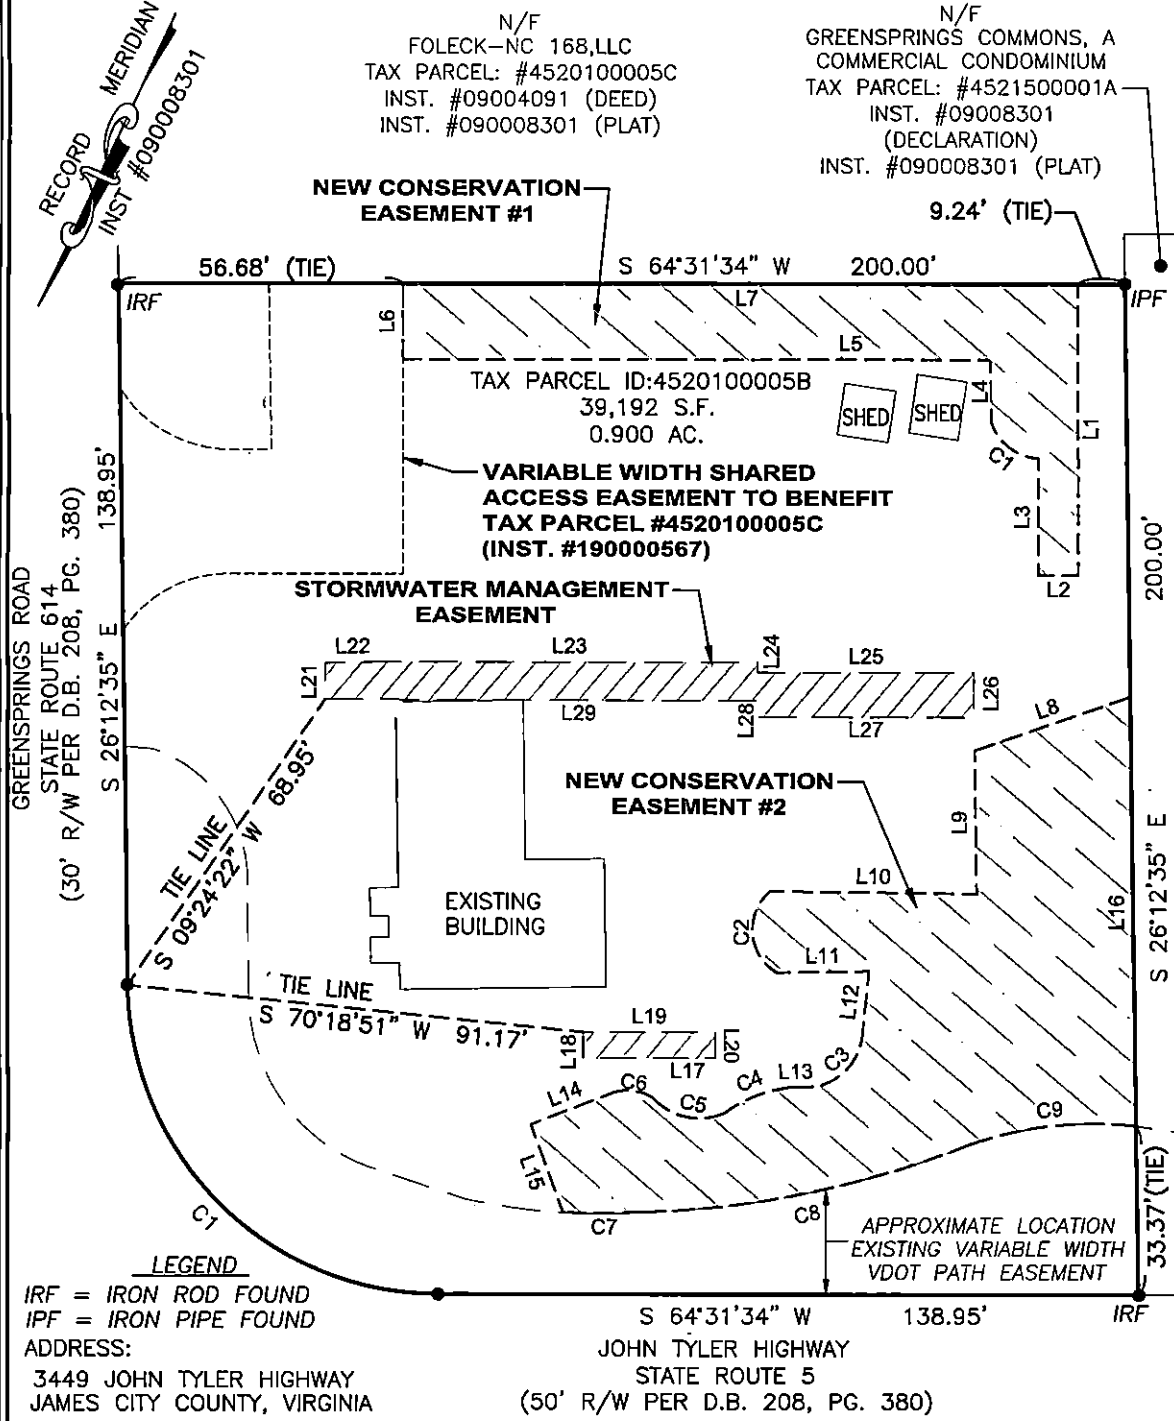 RECORD MERIDIAN
INST #090008301
N/F
FOLECK-NC 168,LLC
TAX PARCEL: #4520100005C
INST. #09004091 (DEED)
INST. #090008301 (PLAT)
N/F
GREENSPRINGS COMMONS, A
COMMERCIAL CONDOMINIUM
TAX PARCEL: #4521500001A
INST. #09008301
(DECLARATION)
INST. #090008301 (PLAT)
NEW CONSERVATION
EASEMENT #1
9.24' (TIE)
56.68' (TIE)
S 64°31'34" W 200.00'
IRF
IPF
L7
L6
L5
L4
L1
C1
L3
L2
TAX PARCEL ID:4520100005B
39,192 S.F.
0.900 AC.
SHED
SHED
VARIABLE WIDTH SHARED
ACCESS EASEMENT TO BENEFIT
TAX PARCEL #4520100005C
(INST. #190000567)
STORMWATER MANAGEMENT
EASEMENT
GREENSPRINGS ROAD
STATE ROUTE 614
(30' R/W PER D.B. 208, PG. 380)
S 26°12'35" E 138.95'
200.00'
S 26°12'35" E
L21
L22
L23
L24
L25
L26
L29
L28
L27
L8
L9
L16
NEW CONSERVATION
EASEMENT #2
TIE LINE
S 09°24'22" W 68.95'
EXISTING
BUILDING
L10
C2
L11
L12
TIE LINE
S 70°18'51" W 91.17'
L18
L19
L20
L17
L14
C6
C5
C4
L13
C3
C9
L15
C7
C8
C1
APPROXIMATE LOCATION
EXISTING VARIABLE WIDTH
VDOT PATH EASEMENT
33.37'(TIE)
LEGEND
IRF = IRON ROD FOUND
IPF = IRON PIPE FOUND
ADDRESS:
3449 JOHN TYLER HIGHWAY
JAMES CITY COUNTY, VIRGINIA
S 64°31'34" W 138.95'
IRF
JOHN TYLER HIGHWAY
STATE ROUTE 5
(50' R/W PER D.B. 208, PG. 380)